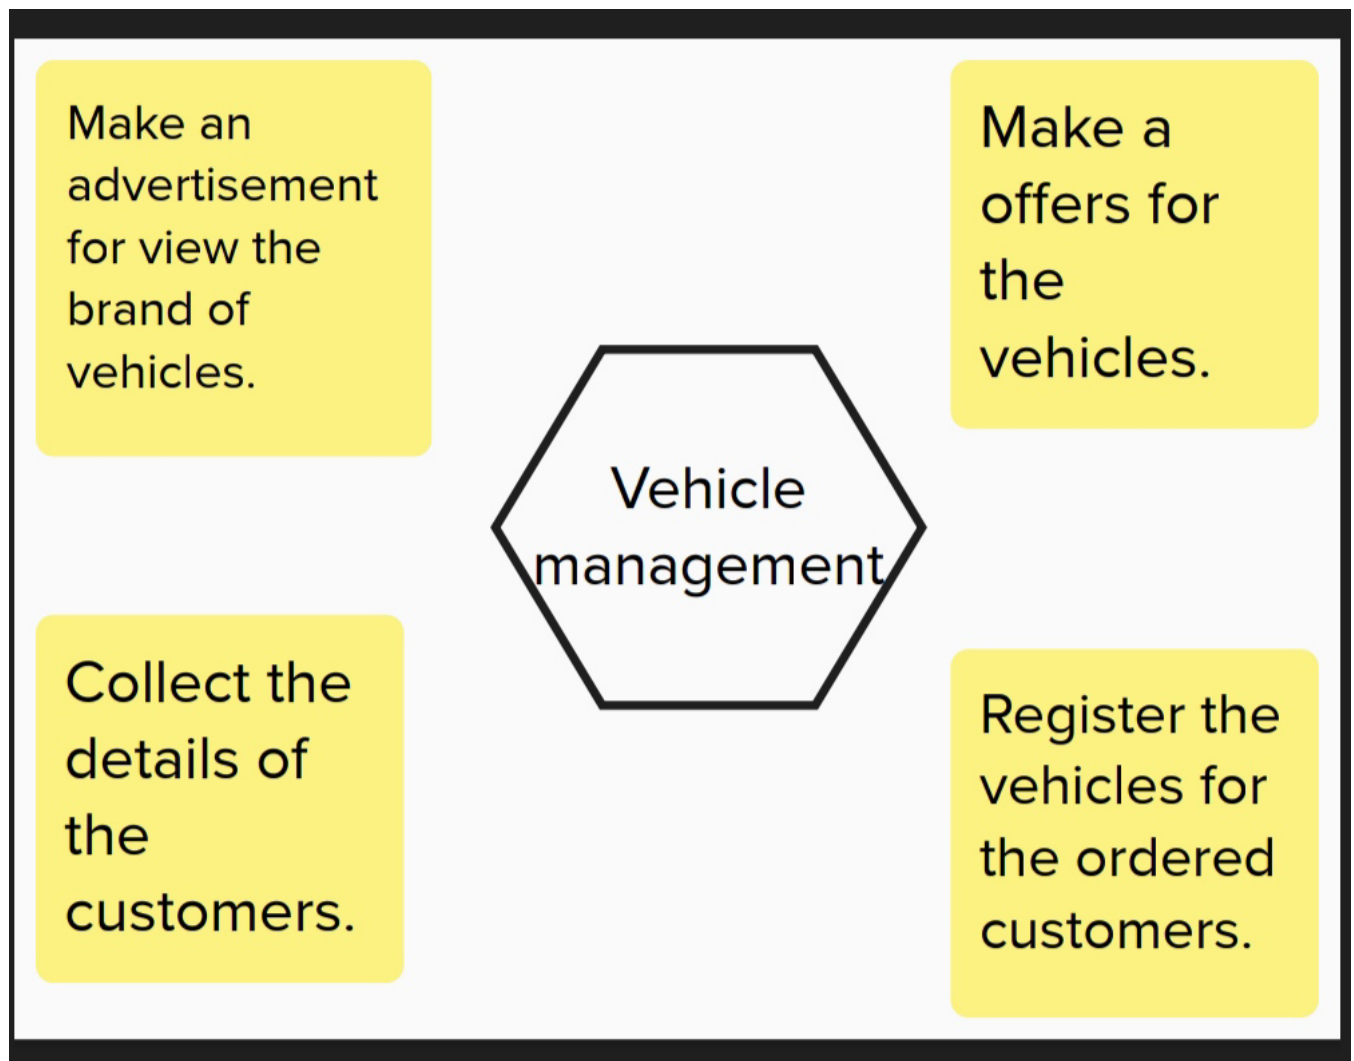 Make an
advertisement
for view the
brand of
vehicles.
Make a
offers for
the
vehicles.
Vehicle
management
Collect the
details of
the
customers.
Register the
vehicles for
the ordered
customers.